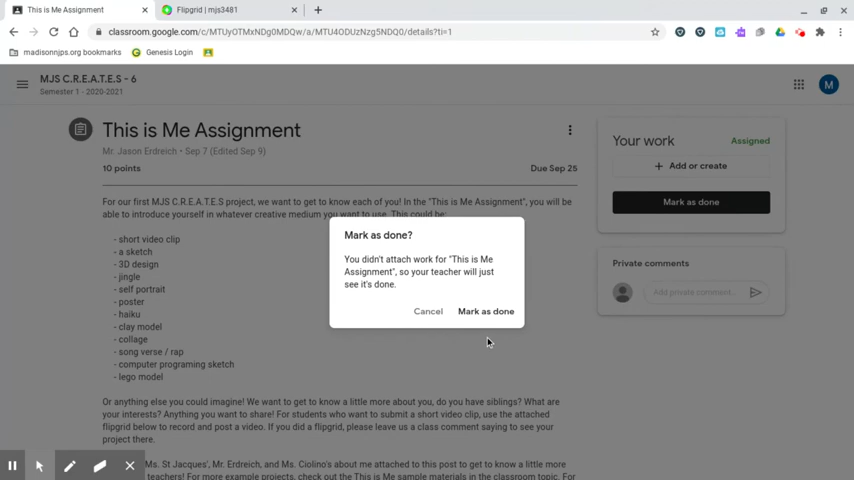 This is Me Assignment
Flipgrid | mjs3481
classroom.google.com/c/MTUyOTMxNDg0MDQw/a/MTU4ODUzNzg5NDQ0/details?ti=1
madisonnjps.org bookmarks
Genesis Login
MJS C.R.E.A.T.E.S - 6
Semester 1 - 2020-2021
M
This is Me Assignment
Mr. Jason Erdreich • Sep 7 (Edited Sep 9)
10 points
Due Sep 25
For our first MJS C.R.E.A.T.E.S project, we want to get to know each of you! In the "This is Me Assignment", you will be
able to introduce yourself in whatever creative medium you want to use. This could be:
- short video clip
- a sketch
- 3D design
- jingle
- self portrait
- poster
- haiku
- clay model
- collage
- song verse / rap
- computer programing sketch
- lego model
Or anything else you could imagine! We want to get to know a little more about you, do you have siblings? What are
your interests? Anything you want to share! For students who want to submit a short video clip, use the attached
flipgrid below to record and post a video. If you did a flipgrid, please leave us a class comment saying to see your
project there.
Ms. St Jacques', Mr. Erdreich, and Ms. Ciolino's about me attached to this post to get to know a little more
teachers! For more example projects, check out the This is Me sample materials in the classroom topic. For
Your work
Assigned
+ Add or create
Mark as done
Private comments
Add private comment...
Mark as done?
You didn't attach work for "This is Me
Assignment", so your teacher will just
see it's done.
Cancel
Mark as done